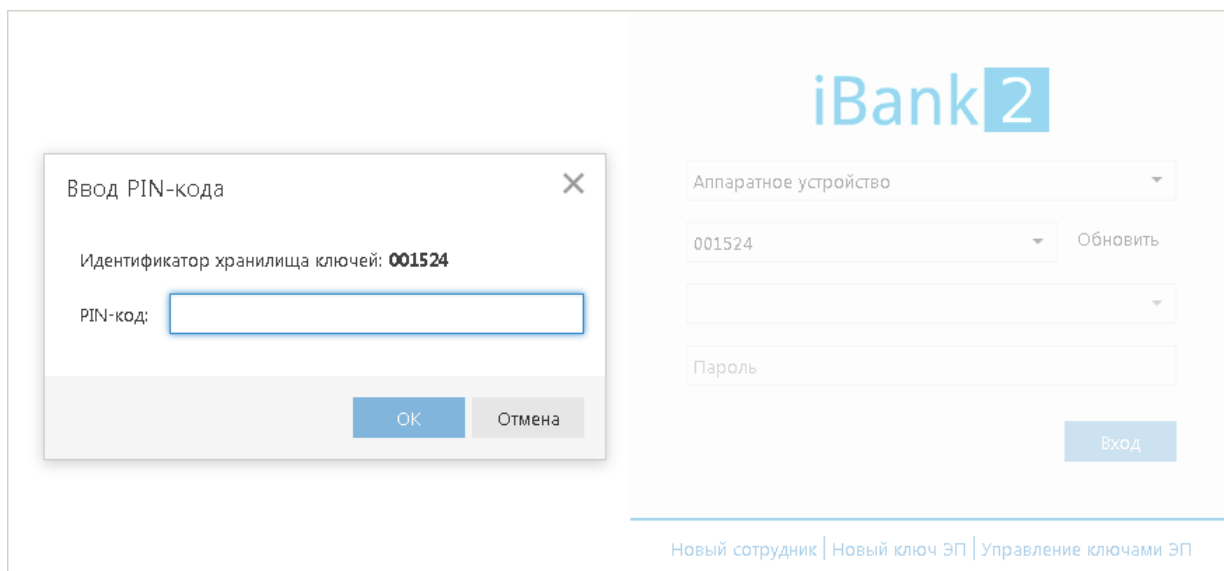 Ввод PIN-кода
Идентификатор хранилища ключей: 001524
PIN-код:
ОК
Отмена
iBank 2
Аппаратное устройство
001524
Обновить
Пароль
Вход
Новый сотрудник | Новый ключ ЭП | Управление ключами ЭП